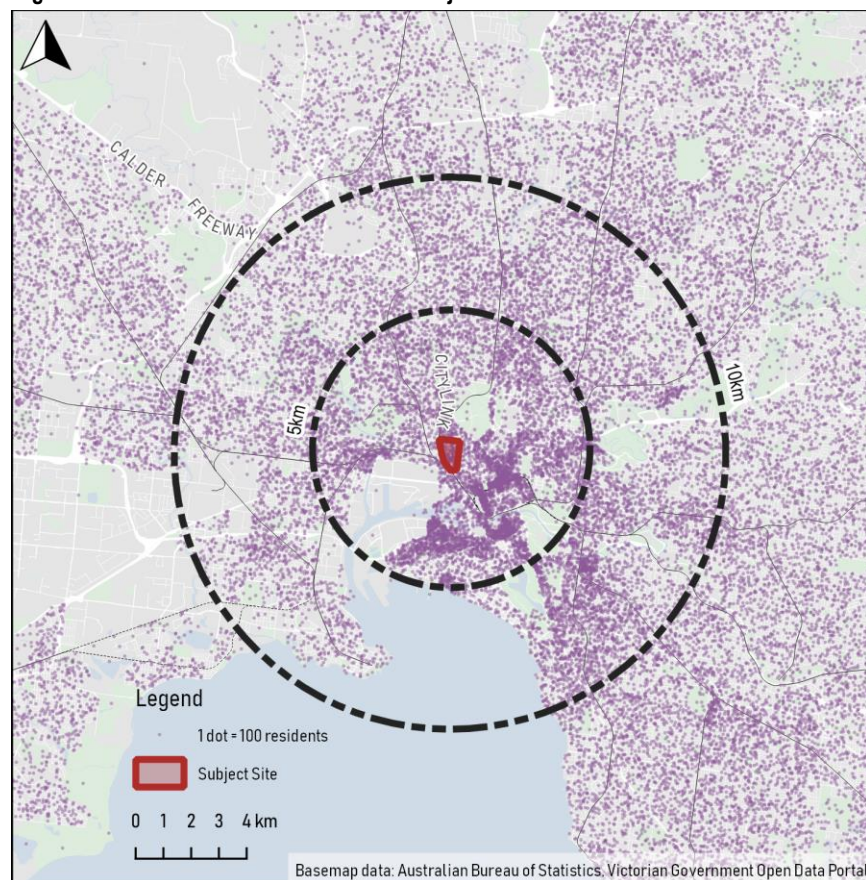 CALDER
FREEWAY
CITYLINK
5km
10km
Legend
1 dot = 100 residents
Subject Site
0 1 2 3 4 km
Basemap data: Australian Bureau of Statistics, Victorian Government Open Data Portal